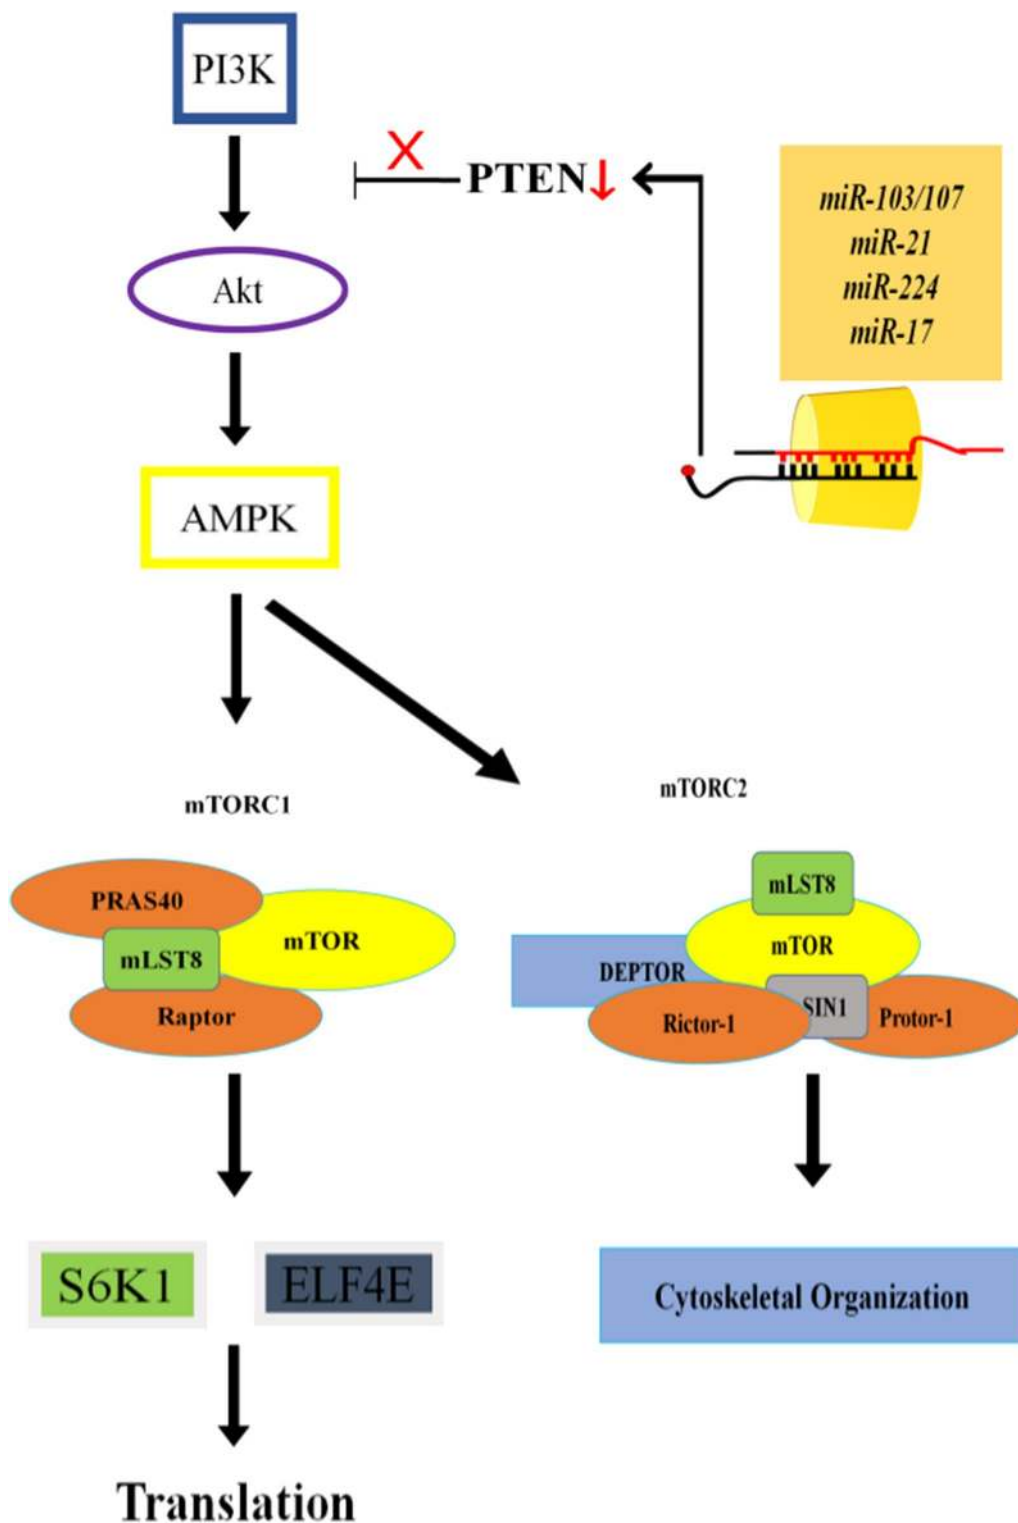 PI3K
X
PTEN↓
miR-103/107
miR-21
miR-224
miR-17
Akt
AMPK
mTORC1
mTORC2
PRAS40
mLST8
mTOR
Raptor
mLST8
mTOR
DEPTOR
Rictor-1
SIN1
Protor-1
S6K1
ELF4E
Cytoskeletal Organization
Translation